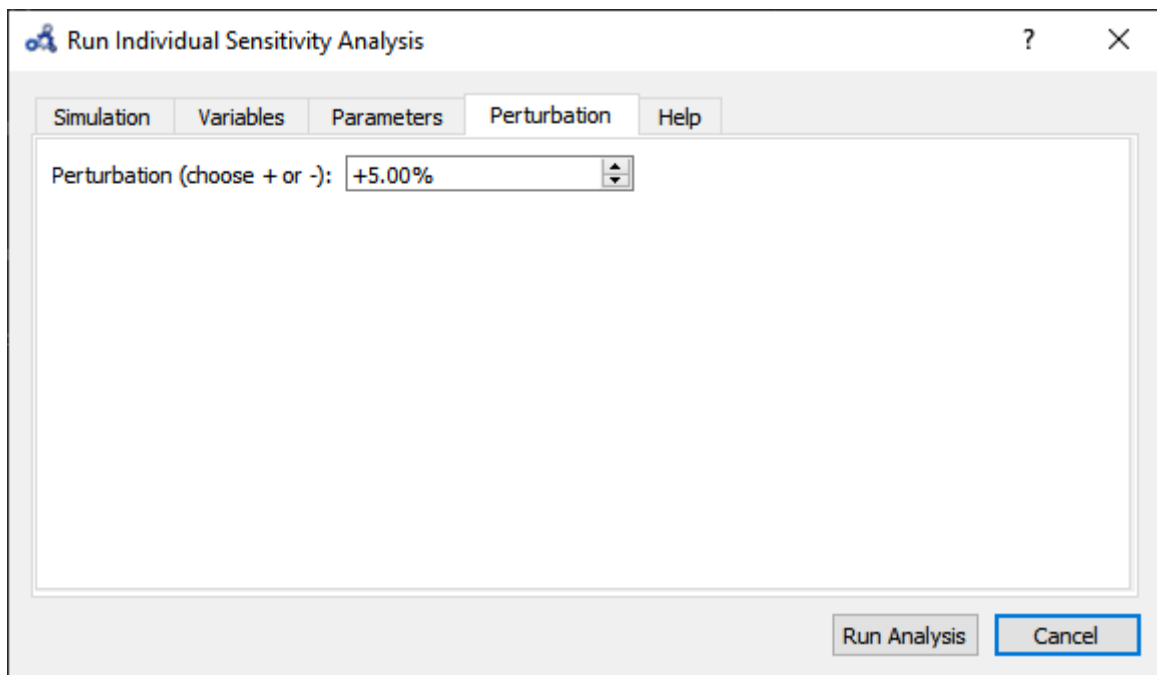 Run Individual Sensitivity Analysis ?
Simulation Variables Parameters Perturbation Help
Perturbation (choose + or -): +5.00%
Run Analysis Cancel